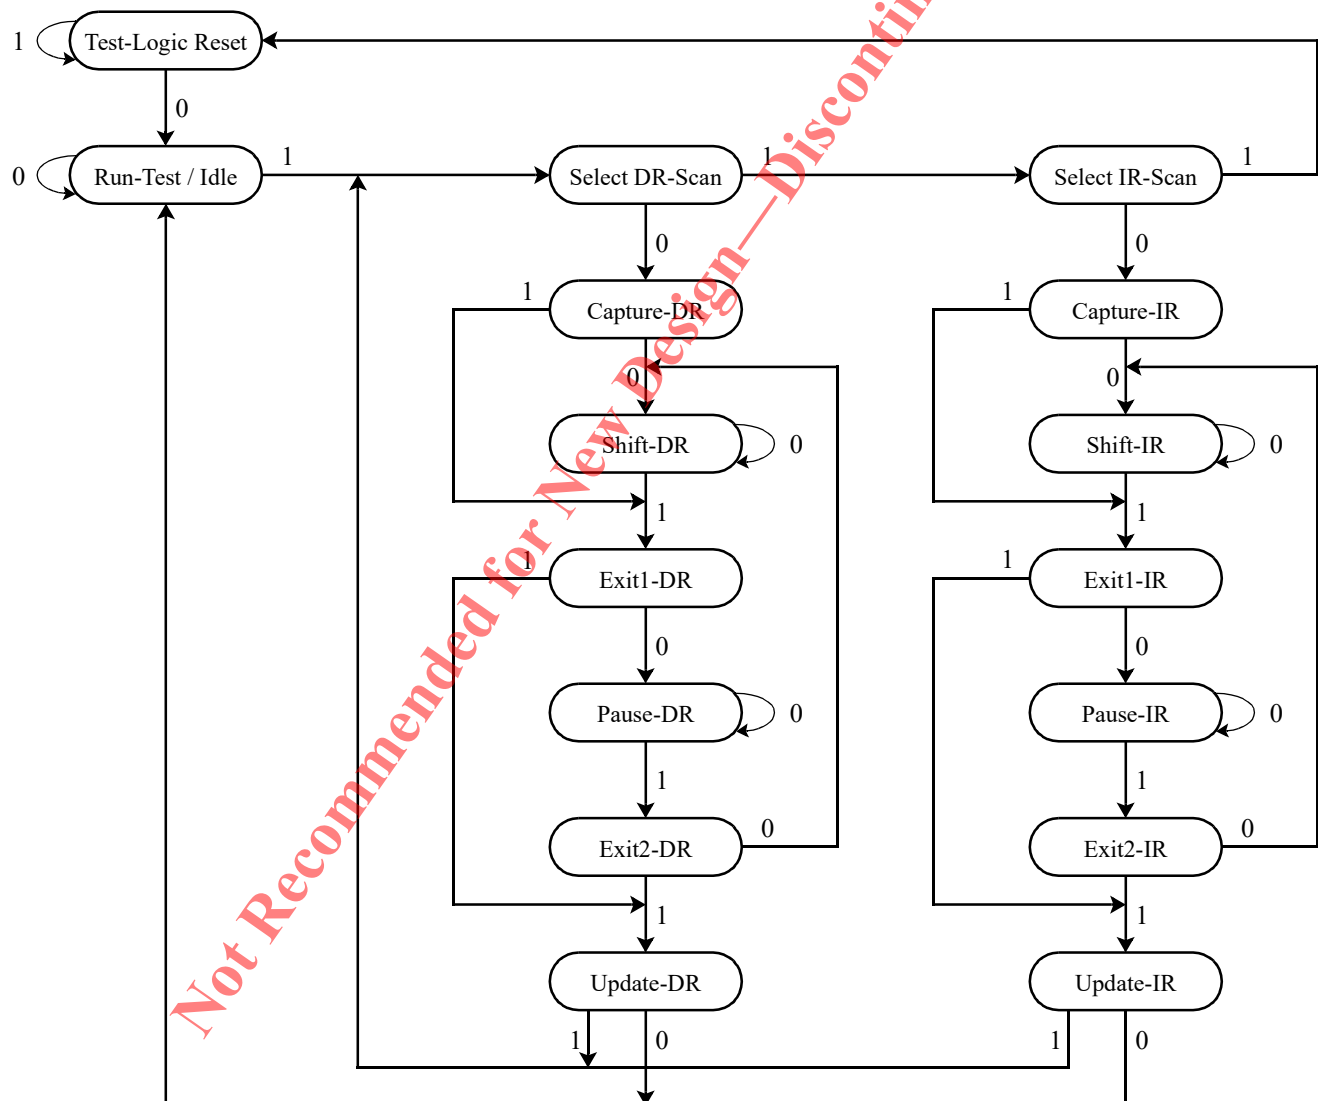 1
Test-Logic Reset
0
0
Run-Test / Idle
1
Select DR-Scan
1
Select IR-Scan
1
0
0
1
Capture-DR
1
Capture-IR
0
0
Shift-DR
0
Shift-IR
0
1
1
1
Exit1-DR
1
Exit1-IR
0
0
Pause-DR
0
Pause-IR
0
1
1
Exit2-DR
0
Exit2-IR
0
1
1
Update-DR
Update-IR
1
0
1
0
Not Recommended for New Design—Discontin